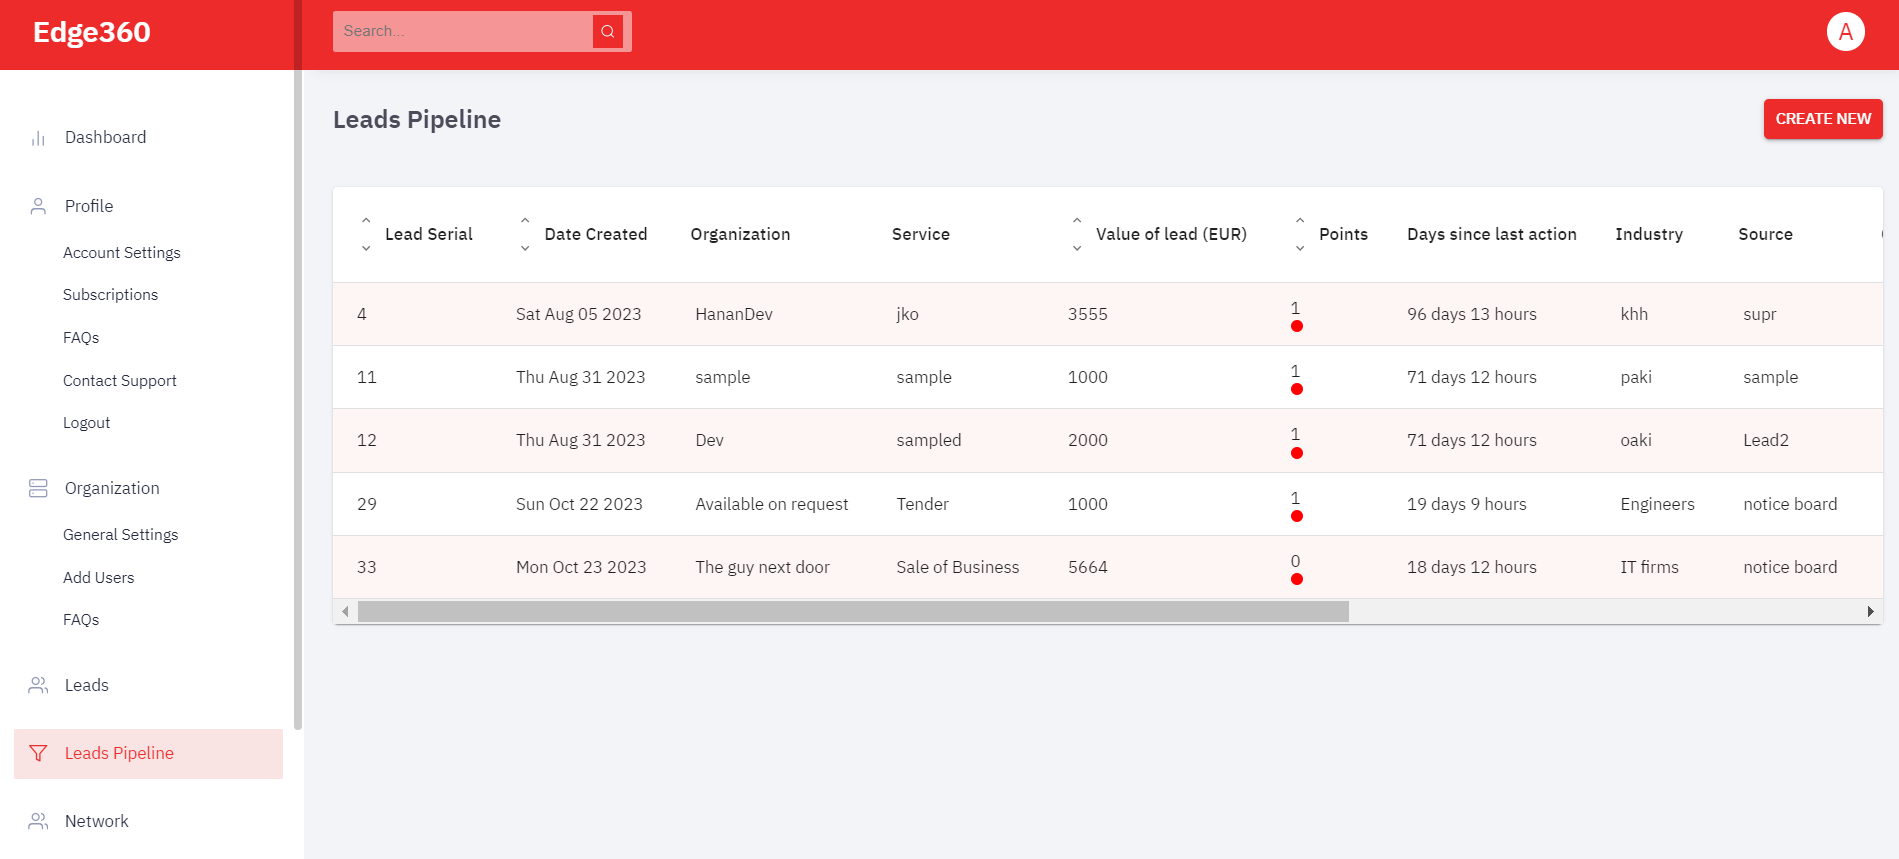 Edge360
Search...
A
Dashboard
Profile
Account Settings
Subscriptions
FAQs
Contact Support
Logout
Organization
General Settings
Add Users
FAQs
Leads
Leads Pipeline
Network
Leads Pipeline
CREATE NEW
Lead Serial Date Created Organization Service Value of lead (EUR) Points Days since last action Industry Source
4 Sat Aug 05 2023 HananDev jko 3555 1 96 days 13 hours khh supr
11 Thu Aug 31 2023 sample sample 1000 1 71 days 12 hours paki sample
12 Thu Aug 31 2023 Dev sampled 2000 1 71 days 12 hours oaki Lead2
29 Sun Oct 22 2023 Available on request Tender 1000 1 19 days 9 hours Engineers notice board
33 Mon Oct 23 2023 The guy next door Sale of Business 5664 0 18 days 12 hours IT firms notice board